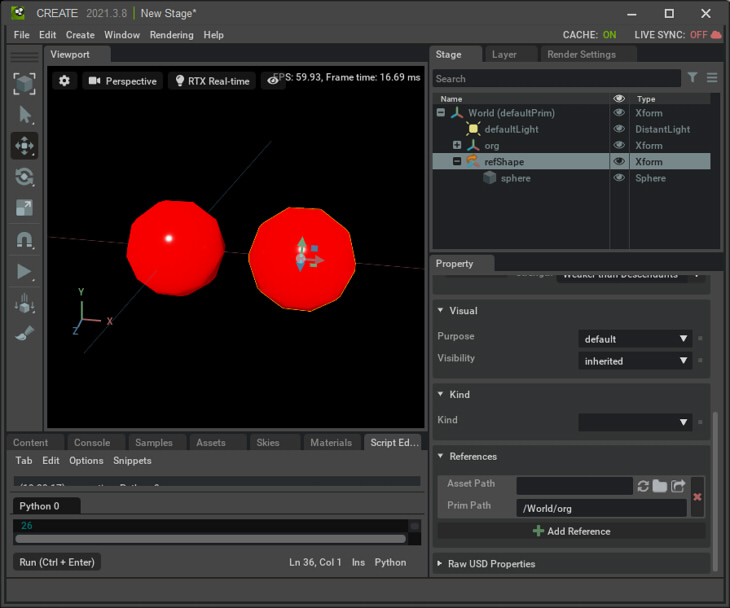 CREATE 2021.3.8 New Stage*
File Edit Create Window Rendering Help CACHE: ON LIVE SYNC: OFF
Viewport Stage Layer Render Settings
Perspective RTX Real-time PS: 59.93, Frame time: 16.69 ms
Search
Name Type
World (defaultPrim) Xform
defaultLight DistantLight
org Xform
refShape Xform
sphere Sphere
Property
Weaker than Descendants
Visual
Purpose default
Visibility inherited
Kind
Kind
References
Asset Path
Prim Path /World/org
Add Reference
Raw USD Properties
Y
X
Z
Content Console Samples Assets Skies Materials Script Ed...
Tab Edit Options Snippets
Python 0
26
Run (Ctrl + Enter) Ln 36, Col 1 Ins Python